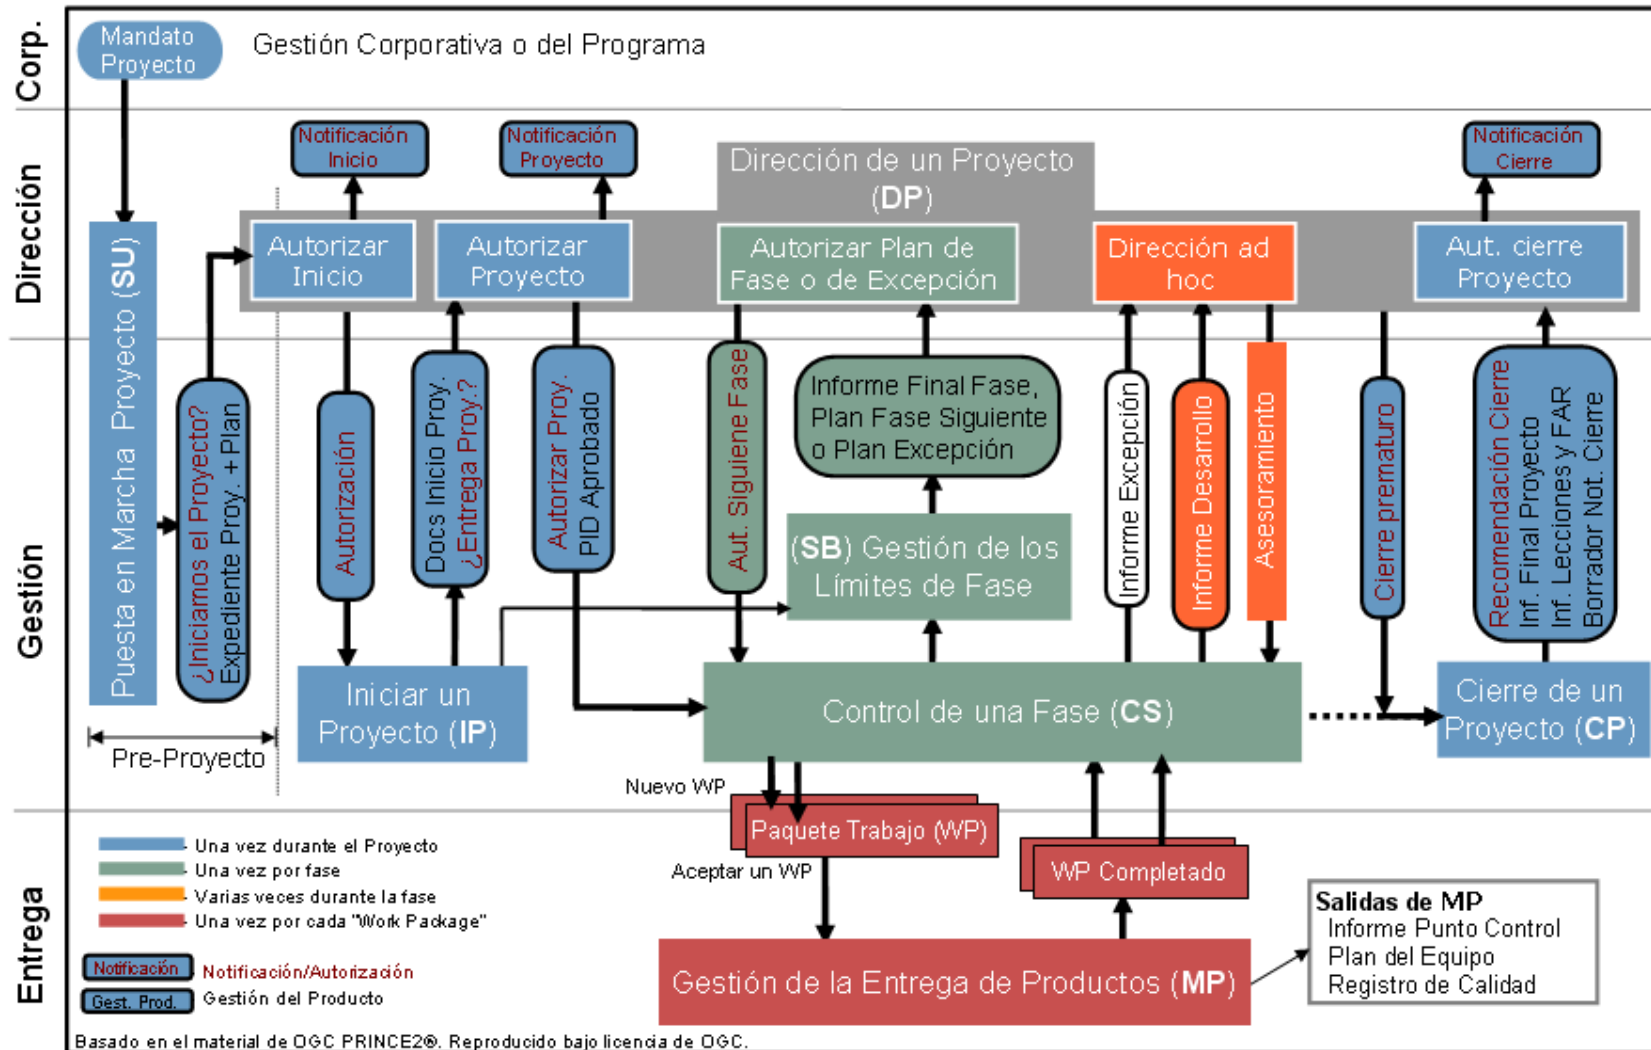 Corp.
Mandato
Proyecto
Gestión Corporativa o del Programa
Dirección
Notificación
Inicio
Notificación
Proyecto
Dirección de un Proyecto
(DP)
Notificación
Cierre
Autorizar
Inicio
Autorizar
Proyecto
Autorizar Plan de
Fase o de Excepción
Dirección ad
hoc
Aut. cierre
Proyecto
Gestión
Puesta en Marcha Proyecto (SU)
¿Iniciamos el Proyecto?
Expediente Proy. + Plan
Autorización
Docs Inicio Proy.
¿Entrega Proy.?
Autorizar Proy.
PID Aprobado
Aut. Siguiene Fase
Informe Final Fase,
Plan Fase Siguiente
o Plan Excepción
Informe Excepción
Informe Desarrollo
Asesoramiento
Cierre prematuro
Recomendación Cierre
Inf. Final Proyecto
Inf. Lecciones y FAR
Borrador Not. Cierre
(SB) Gestión de los
Límites de Fase
Iniciar un
Proyecto (IP)
Control de una Fase (CS)
Cierre de un
Proyecto (CP)
Pre-Proyecto
Nuevo WP
Entrega
Paquete Trabajo (WP)
Aceptar un WP
WP Completado
Gestión de la Entrega de Productos (MP)
Salidas de MP
Informe Punto Control
Plan del Equipo
Registro de Calidad
- Una vez durante el Proyecto
- Una vez por fase
- Varias veces durante la fase
- Una vez por cada "Work Package"
Notificación
Notificación/Autorización
Gest. Prod.
Gestión del Producto
Basado en el material de OGC PRINCE2®. Reproducido bajo licencia de OGC.